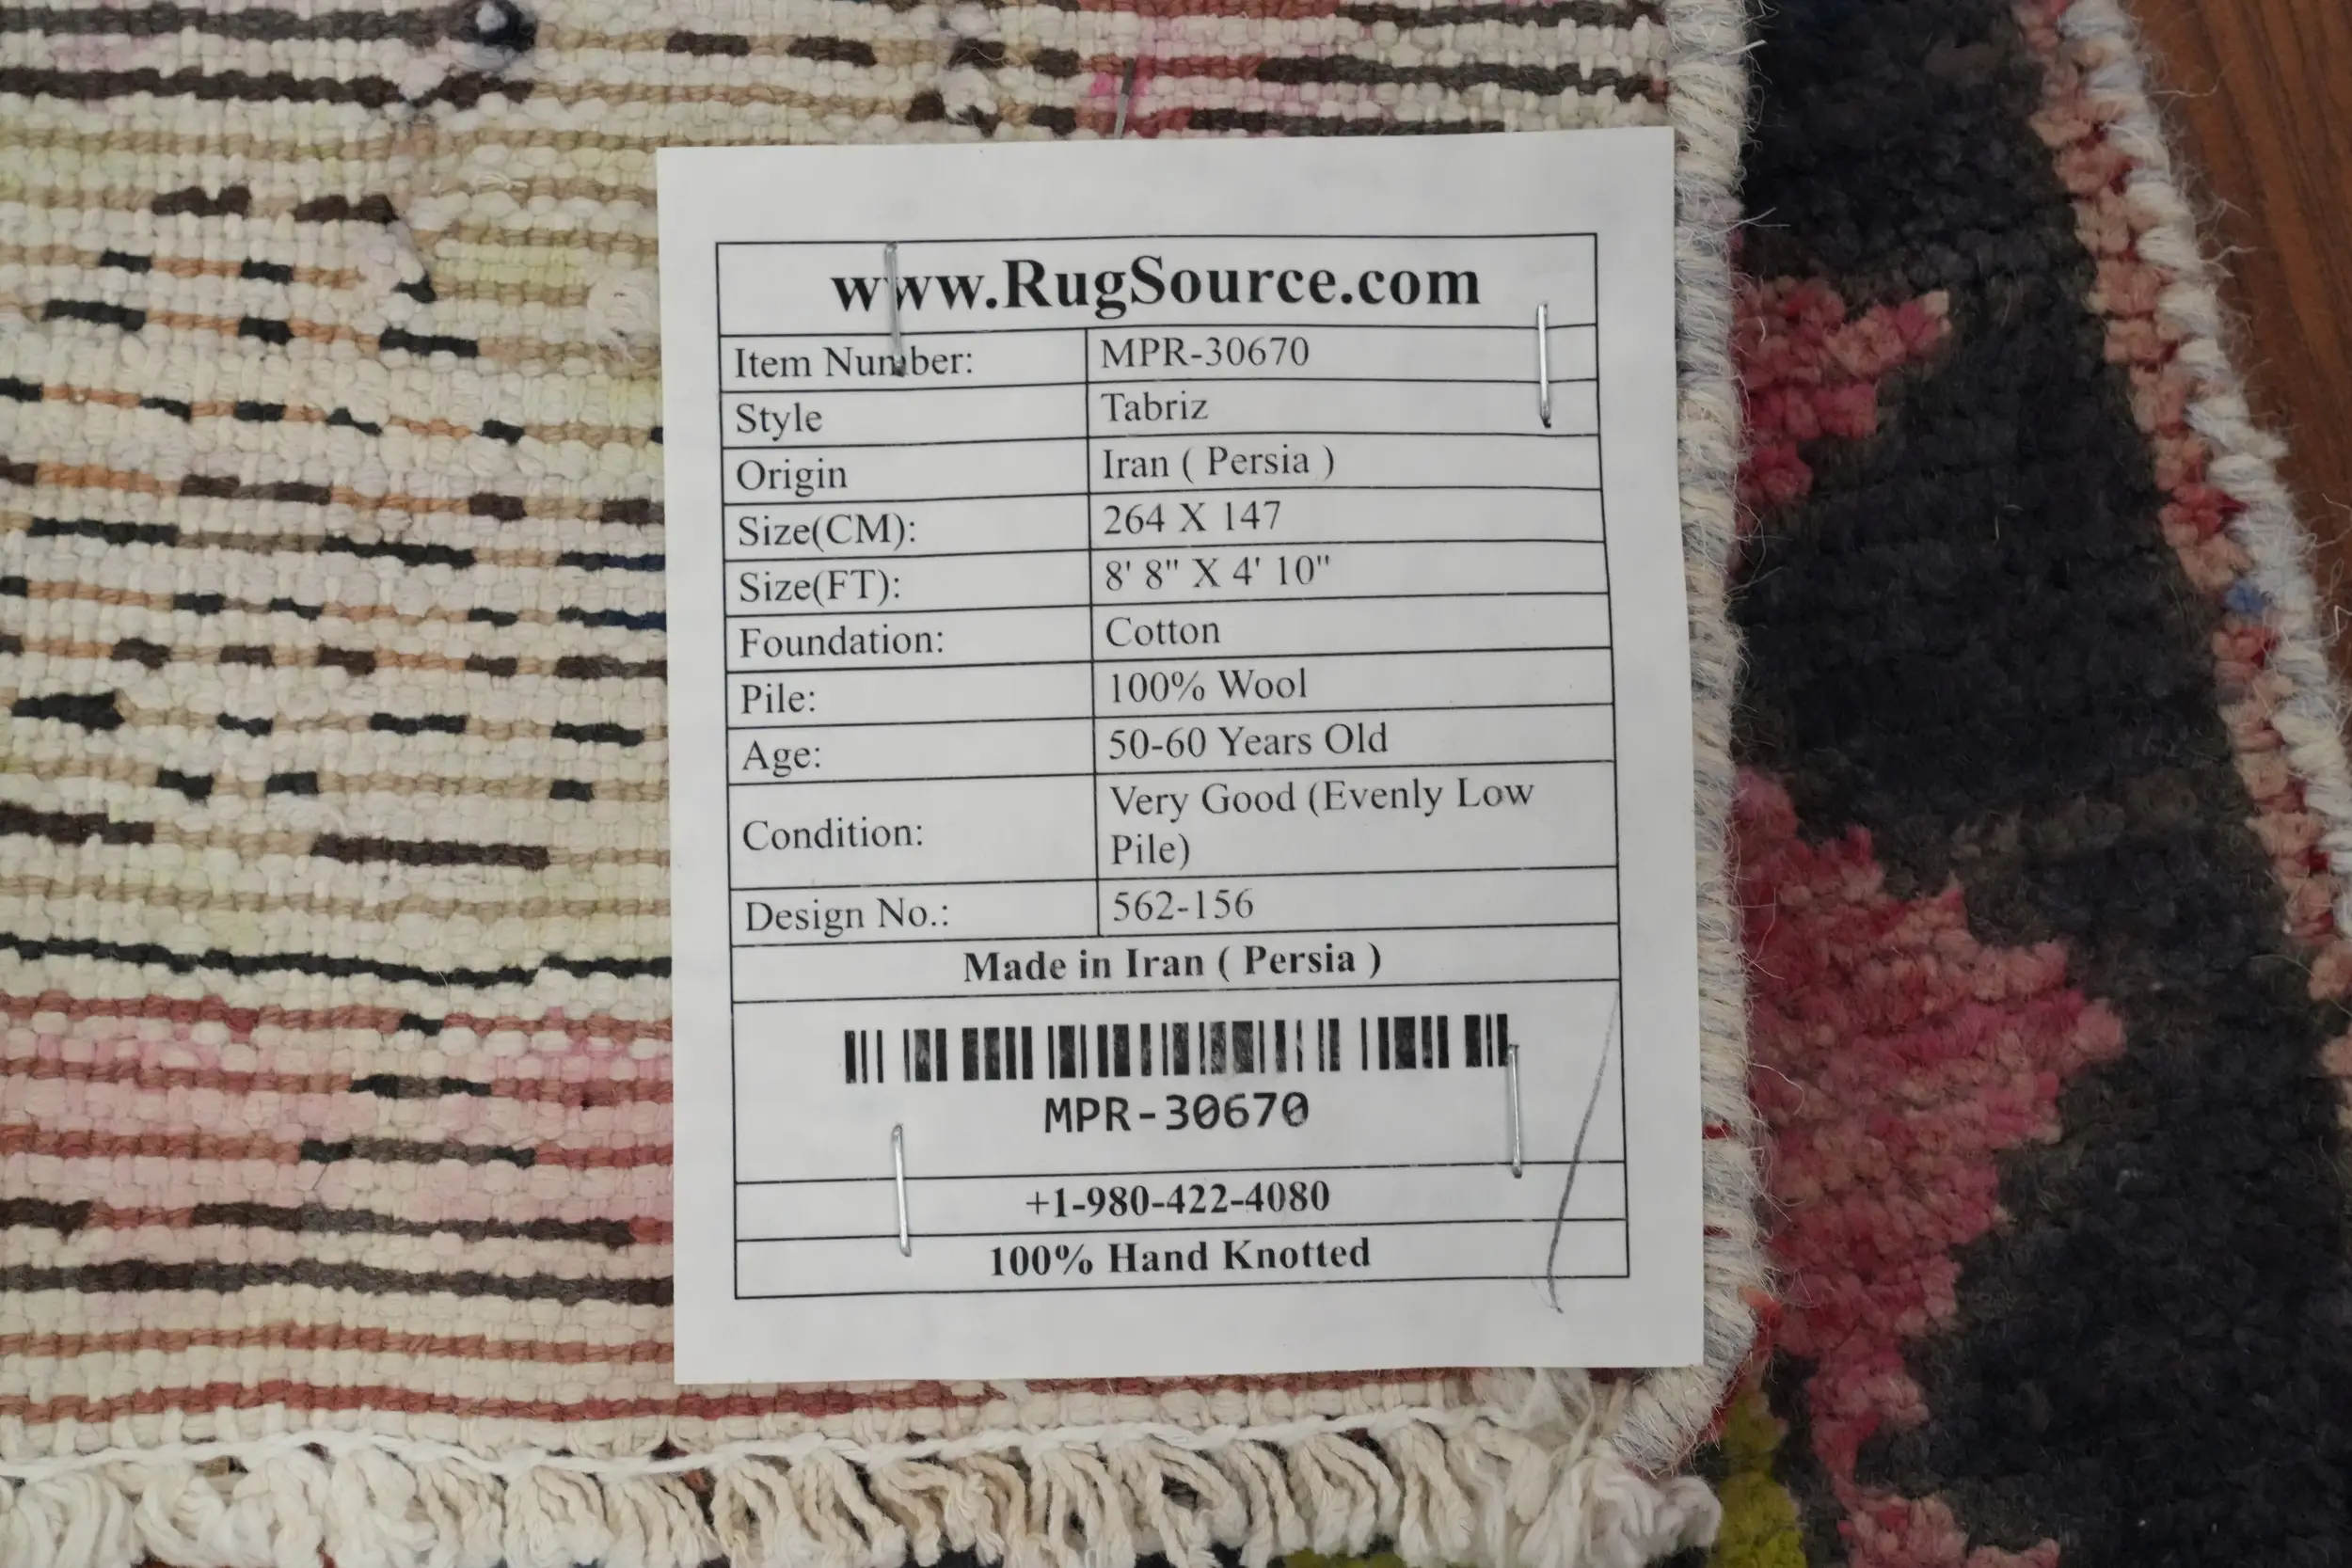 www.RugSource.com
Item Number: MPR-30670
Style Tabriz
Origin Iran ( Persia )
Size(CM): 264 X 147
Size(FT): 8' 8" X 4' 10"
Foundation: Cotton
Pile: 100% Wool
Age: 50-60 Years Old
Condition: Very Good (Evenly Low
Pile)
Design No.: 562-156
Made in Iran ( Persia )
MPR-30670
+1-980-422-4080
100% Hand Knotted